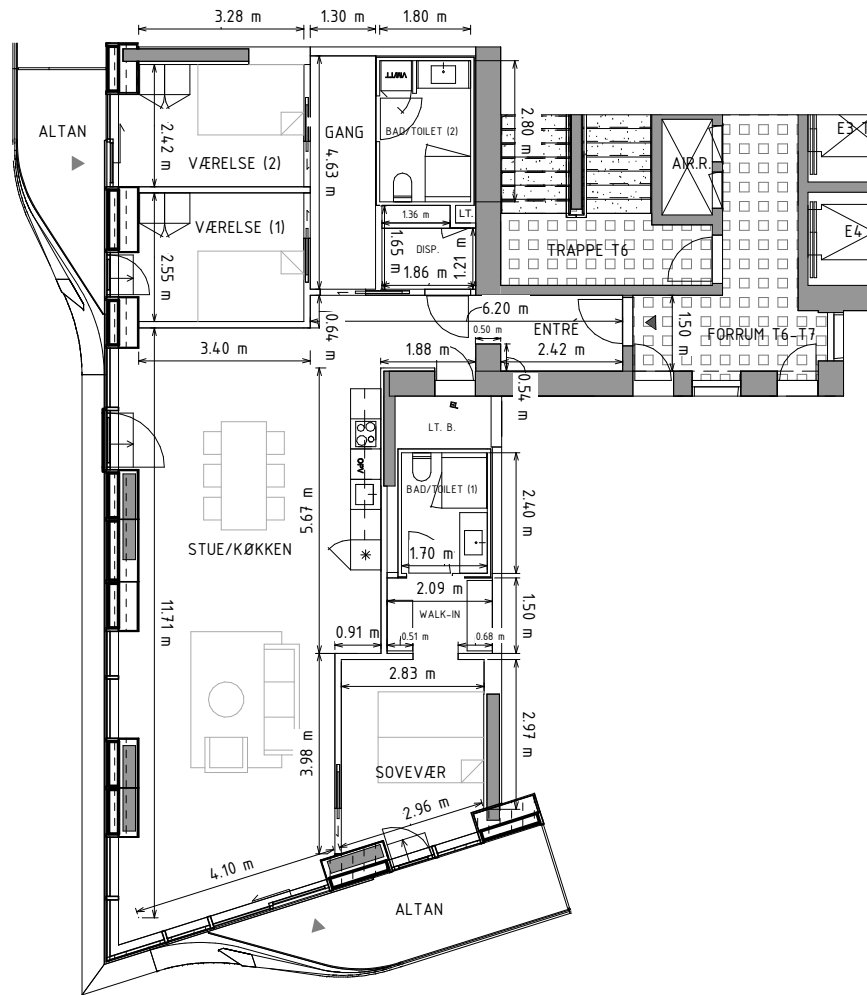 3.28 m
1.30 m
1.80 m
ALTAN
2.42 m
VÆRELSE (2)
GANG
4.63 m
VM/TT
BAD/TOILET (2)
2.80 m
AIR.R.
E3
E4
VÆRELSE (1)
2.55 m
1.36 m
LT.
1.65 m
DISP.
1.21 m
1.86 m
TRAPPE T6
6.20 m
0.64 m
ENTRÉ
0.50 m
1.50 m
FORRUM T6-T7
3.40 m
1.88 m
2.42 m
0.54 m
LT. B.
OPV
BAD/TOILET (1)
2.40 m
5.67 m
STUE/KØKKEN
1.70 m
11.71 m
2.09 m
WALK-IN
1.50 m
0.91 m
0.51 m
0.68 m
2.83 m
2.97 m
3.98 m
SOVEVÆR
2.96 m
4.10 m
ALTAN